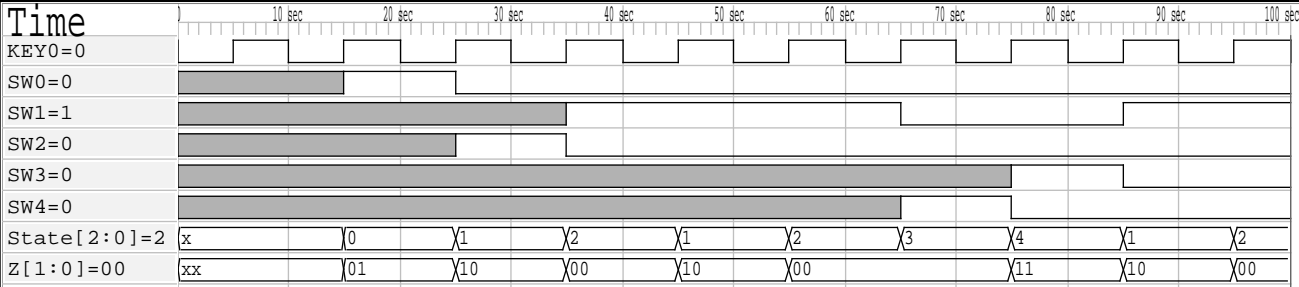 Time 0 10 sec 20 sec 30 sec 40 sec 50 sec 60 sec 70 sec 80 sec 90 sec 100 sec
KEY0=0
SW0=0
SW1=1
SW2=0
SW3=0
SW4=0
State[2:0]=2 x 0 1 2 1 2 3 4 1 2
Z[1:0]=00 xx 01 10 00 10 00 11 10 00